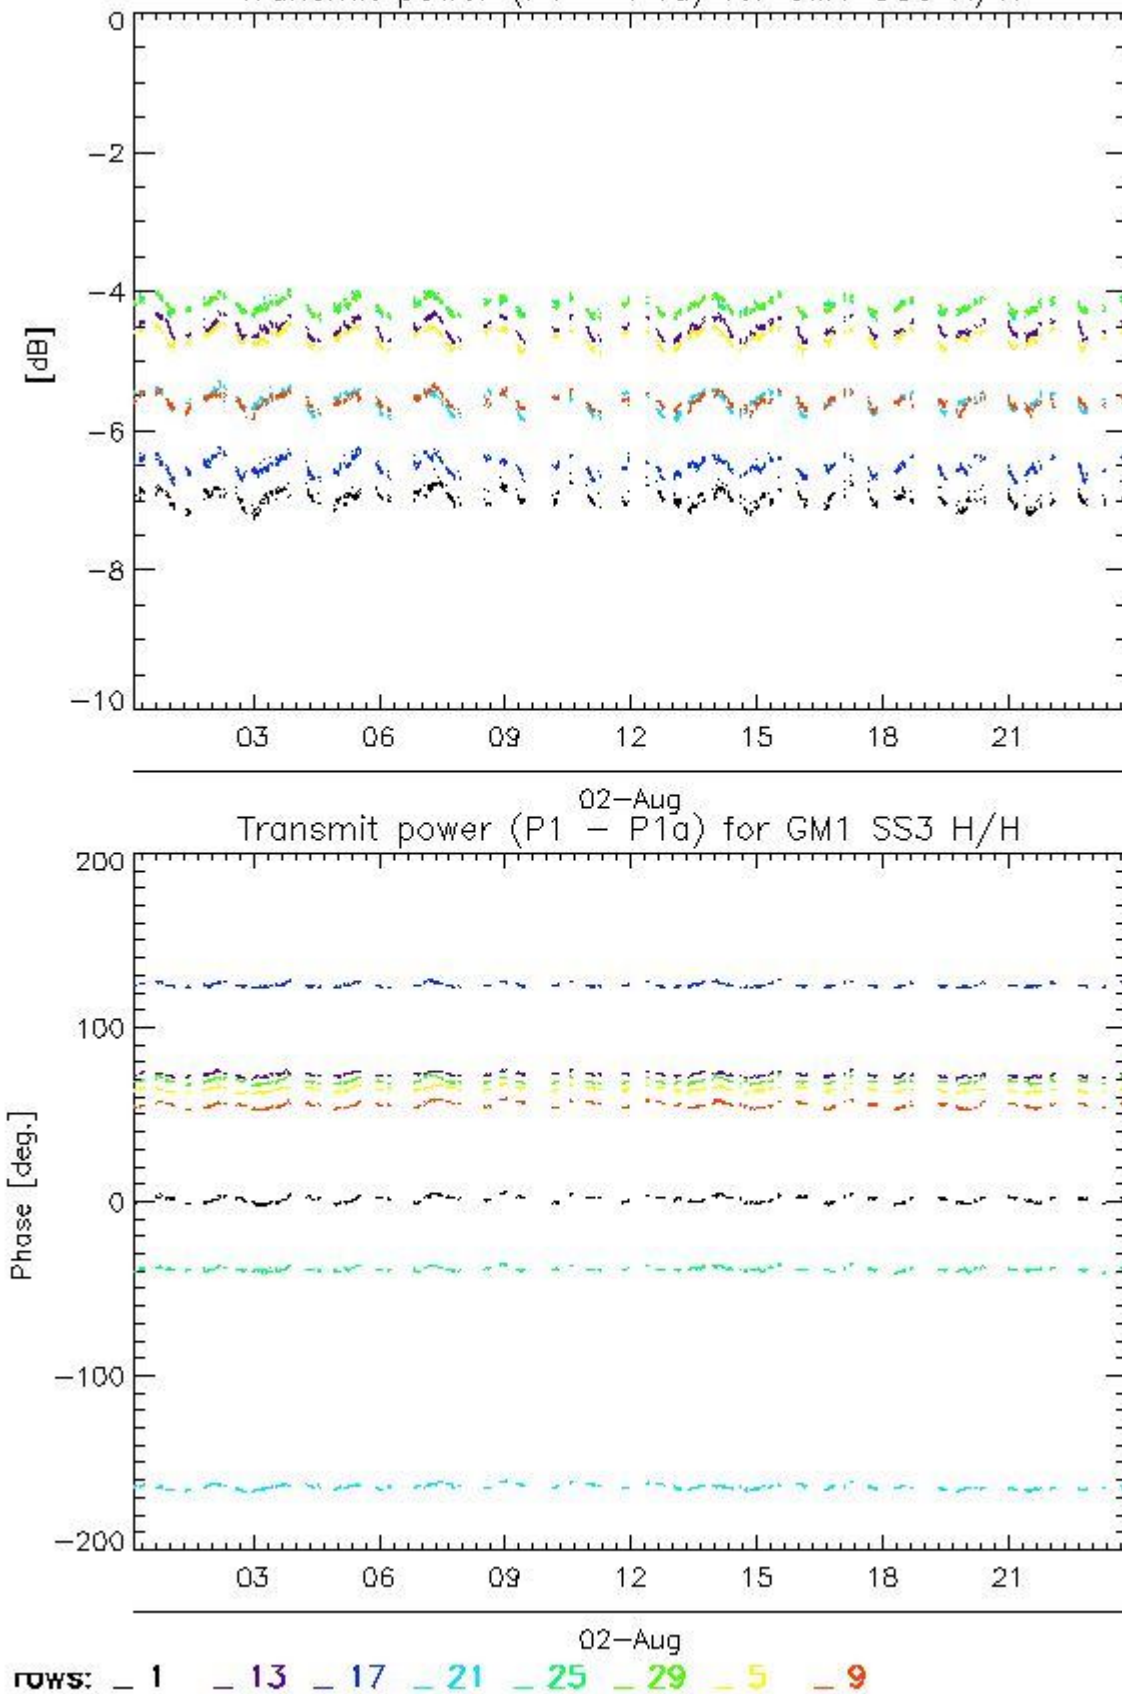 0
-2
-4
[dB]
-6
-8
-10
03 06 09 12 15 18 21
02-Aug
Transmit power (P1 - P1a) for GM1 SS3 H/H
200
100
Phase [deg.]
0
-100
-200
03 06 09 12 15 18 21
02-Aug
rows: _ 1 _ 13 _ 17 _ 21 _ 25 _ 29 _ 5 _ 9